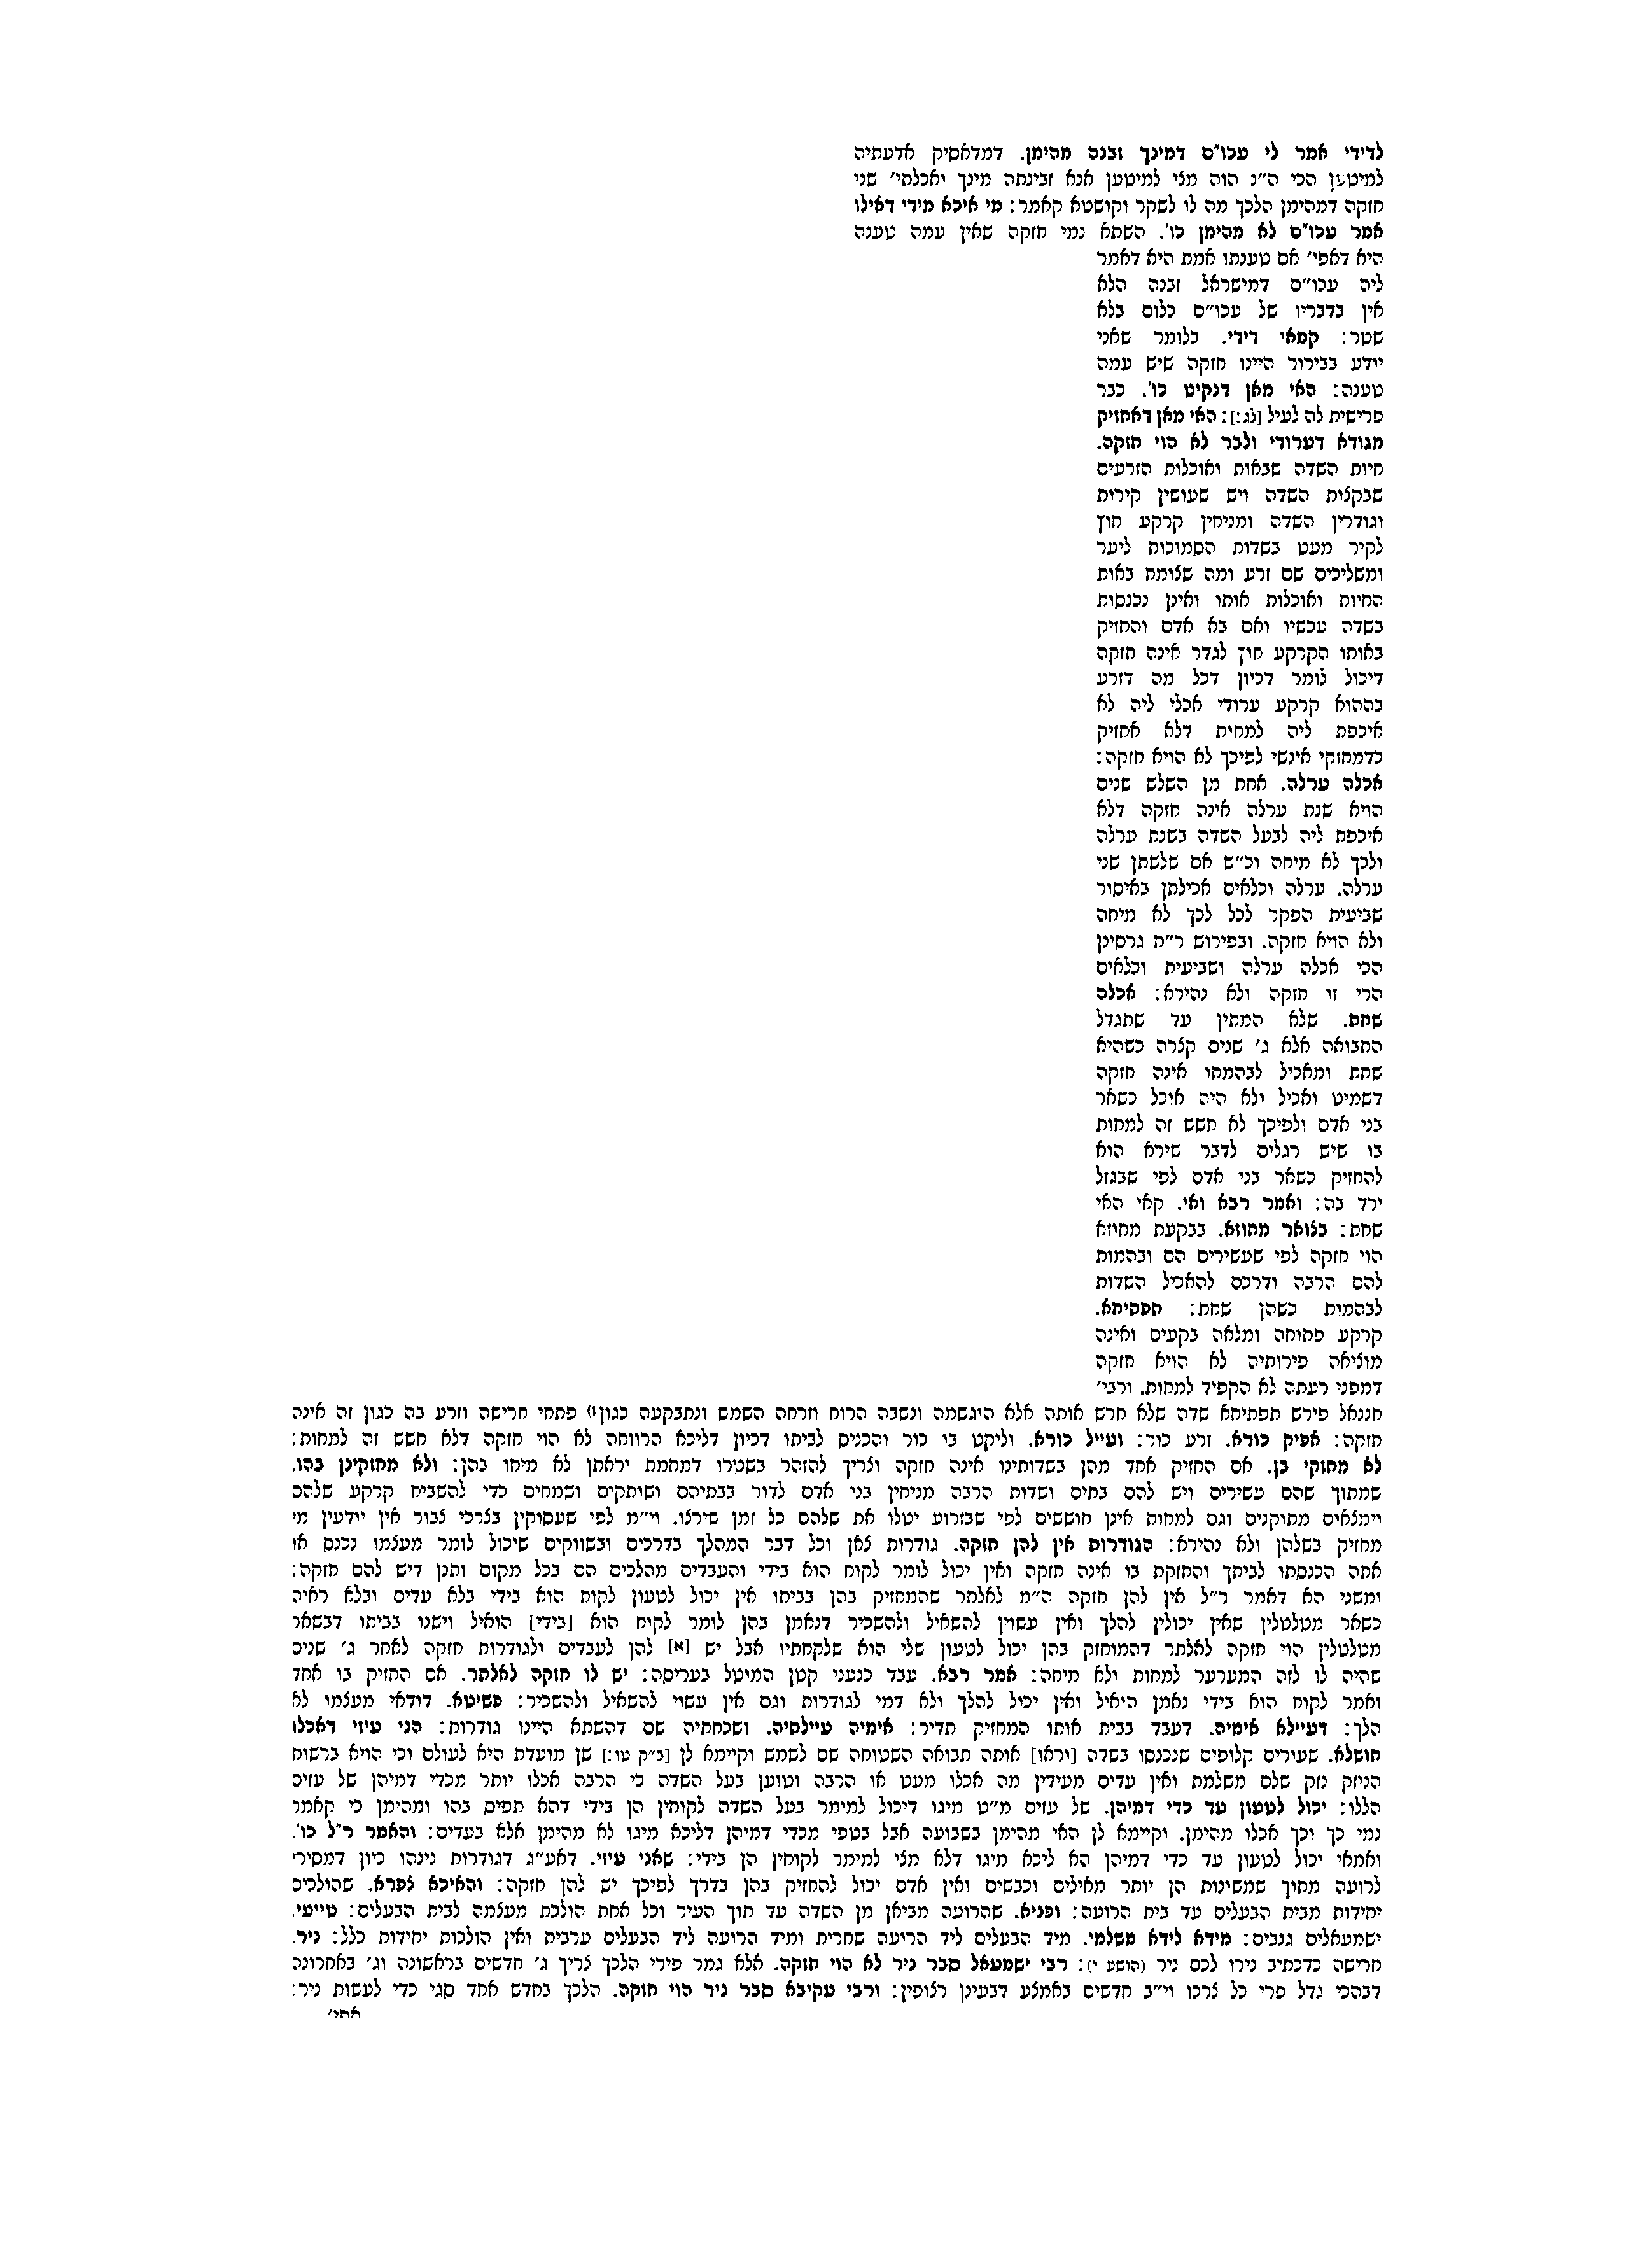 לדידי אמר לי עכו"ם דמינך זבנה מהימן. דמדאסיק אדעתיה
למיטען הכי ה"נ הוה מצי למיטען אנא זבינתה מינך ואכלתי' שני
חזקה דמהימן הלכך מה לו לשקר וקושטא קאמר: מי איכא מידי דאילו
אמר עכו"ם לא מהימן כו'. השתא נמי חזקה שאין עמה טענה
היא דאפי' אם טענתו אמת היא דאמר
ליה עכו"ם דמישראל זבנה הלא
אין בדבריו של עכו"ם כלום בלא
שטר: קמאי דידי. כלומר שאני
יודע בבירור היינו חזקה שיש עמה
טענה: האי מאן דנקיט כו'. כבר
פרישית לה לעיל [לג:]: האי מאן דאחזיק
מגודא דערודי ולבר לא הוי חזקה.
חיות השדה שבאות ואוכלות הזרעים
שבקצות השדה ויש שעושין קירות
וגודרין השדה ומניחין קרקע חוץ
לקיר מעט בשדות הסמוכות ליער
ומשליכים שם זרע ומה שצומח באות
החיות ואוכלות אותו ואינן נכנסות
בשדה עכשיו ואם בא אדם והחזיק
באותו הקרקע חוץ לגדר אינה חזקה
דיכול לומר דכיון דכל מה דזרע
בההוא קרקע ערודי אכלי ליה לא
איכפת ליה למחות דלא אחזיק
כדמחזקי אינשי לפיכך לא הויא חזקה:
אכלה ערלה. אחת מן השלש שנים
הויא שנת ערלה אינה חזקה דלא
איכפת ליה לבעל השדה בשנת ערלה
ולכך לא מיחה וכ"ש אם שלשתן שני
ערלה. ערלה וכלאים אכילתן באיסור
שביעית הפקר לכל לכך לא מיחה
ולא הויא חזקה. ובפירוש ר"ח גרסינן
הכי אכלה ערלה ושביעית וכלאים
הרי זו חזקה ולא נהירא: אכלה
שחת. שלא המתין עד שתגדל
התבואה אלא ג' שנים קצרה כשהיא
שחת ומאכיל לבהמתו אינה חזקה
דשמיט ואכיל ולא היה אוכל כשאר
בני אדם ולפיכך לא חשש זה למחות
בו שיש רגלים לדבר שירא הוא
להחזיק כשאר בני אדם לפי שבגזל
ירד בה: ואמר רבא ואי. קאי האי
שחת: בצואר מחוזא. בבקעת מחוזא
הוי חזקה לפי שעשירים הם ובהמות
להם הרבה ודרכם להאכיל השדות
לבהמות כשהן שחת: תפתיחא.
קרקע פתוחה ומלאה בקעים ואינה
מוציאה פירותיה לא הויא חזקה
דמפני רעתה לא הקפיד למחות. ורבי'
חננאל פירש תפתיחא שדה שלא חרש אותה אלא הוגשמה ונשבה הרוח וזרחה השמש ונתבקעה כגון ו) פתחי חרישה וזרע בה כגון זה אינה
חזקה: אפיק כורא. זרע כור: ועייל כורא. וליקט בו כור והכניס לביתו דכיון דליכא הרווחה לא הוי חזקה דלא חשש זה למחות:
לא מחזקי בן. אם החזיק אחד מהן בשדותינו אינה חזקה וצריך להזהר בשטרו דמחמת יראתן לא מיחו בהן: ולא מחזקינן בהו.
שמתוך שהם עשירים ויש להם בתים ושדות הרבה מניחין בני אדם לדור בבתיהם ושותקים ושמחים כדי להשביח קרקע שלהם
וימצאום מתוקנים וגם למחות אינן חוששים לפי שבזרוע יטלו את שלהם כל זמן שירצו. וי"מ לפי שעסוקין בצרכי צבור אין יודעין מי
מחזיק בשלהן ולא נהירא: הגודרות אין להן חזקה. גודרות צאן וכל דבר המהלך בדרכים ובשווקים שיכול לומר מעצמו נכנס או
אתה הכנסתו לביתך והחזקת בו אינה חזקה ואין יכול לומר לקוח הוא בידי והעבדים מהלכים הם בכל מקום ותנן דיש להם חזקה:
ומשני הא דאמר ר"ל אין להן חזקה ה"מ לאלתר שהמחזיק בהן בביתו אין יכול לטעון לקוח הוא בידי בלא עדים ובלא ראיה
כשאר מטלטלין שאין יכולין להלך ואין עשוין להשאיל ולהשכיר דנאמן בהן לומר לקוח הוא [בידי] הואיל וישנו בביתו דבשאר
מטלטלין הוי חזקה לאלתר דהמוחזק בהן יכול לטעון שלי הוא שלקחתיו אבל יש [א] להן לעבדים ולגודרות חזקה לאחר ג' שנים
שהיה לו לזה המערער למחות ולא מיחה: אמר רבא. עבד כנעני קטן המוטל בעריסה: יש לו חזקה לאלתר. אם החזיק בו אחד
ואמר לקוח הוא בידי נאמן הואיל ואין יכול להלך ולא דמי לגודרות וגם אין עשוי להשאיל ולהשכיר: פשיטא. דודאי מעצמו לא
הלך: דעיילא אימיה. דעבד בבית אותו המחזיק תדיר: אימיה עיילתיה. ושכחתיה שם דהשתא היינו גודרות: הני עיזי דאכלו
חושלא. שעורים קלופים שנכנסו בשדה [וראו] אותה תבואה השטוחה שם לשמש וקיימא לן [ב"ק טו:] שן מועדת היא לעולם וכי הויא ברשות
הניזק נזק שלם משלמת ואין עדים מעידין מה אכלו מעט או הרבה וטוען בעל השדה כי הרבה אכלו יותר מכדי דמיהן של עזים
הללו: יכול לטעון עד כדי דמיהן. של עזים מ"ט מיגו דיכול למימר בעל השדה לקוחין הן בידי דהא תפיס בהו ומהימן כי קאמר
נמי כך וכך אכלו מהימן. וקיימא לן האי מהימן בשבועה אבל בטפי מכדי דמיהן דליכא מיגו לא מהימן אלא בעדים: והאמר ר"ל כו'.
ואמאי יכול לטעון עד כדי דמיהן הא ליכא מיגו דלא מצי למימר לקוחין הן בידי: שאני עיזי. דאע"ג דגודרות נינהו כיון דמסירי
לרועה מתוך שמשונות הן יותר מאילים וכבשים ואין אדם יכול להחזיק בהן בדרך לפיכך יש להן חזקה: והאיכא צפרא. שהולכים
יחידות מבית הבעלים עד בית הרועה: ופניא. שהרועה מביאן מן השדה עד תוך העיר וכל אחת הולכת מעצמה לבית הבעלים: טייעי.
ישמעאלים גנבים: מידא לידא משלמי. מיד הבעלים ליד הרועה שחרית ומיד הרועה ליד הבעלים ערבית ואין הולכות יחידות כלל: ניר.
חרישה כדכתיב נירו לכם ניר (הושע י): רבי ישמעאל סבר ניר לא הוי חזקה. אלא גמר פירי הלכך צריך ג' חדשים בראשונה וג' באחרונה
דבהכי גדל פרי כל צרכו וי"ב חדשים באמצע דבעינן רצופין: ורבי עקיבא סבר ניר הוי חזקה. הלכך בחדש אחד סגי כדי לעשות ניר:
אתי'